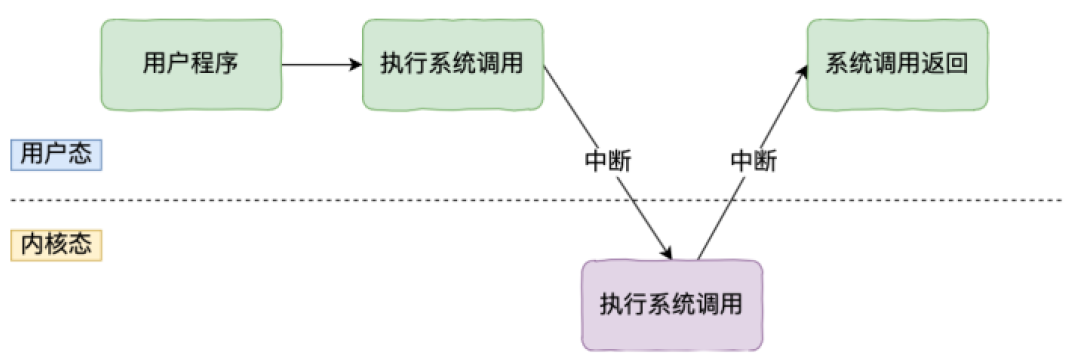 用户程序
执行系统调用
系统调用返回
用户态
中断
中断
内核态
执行系统调用